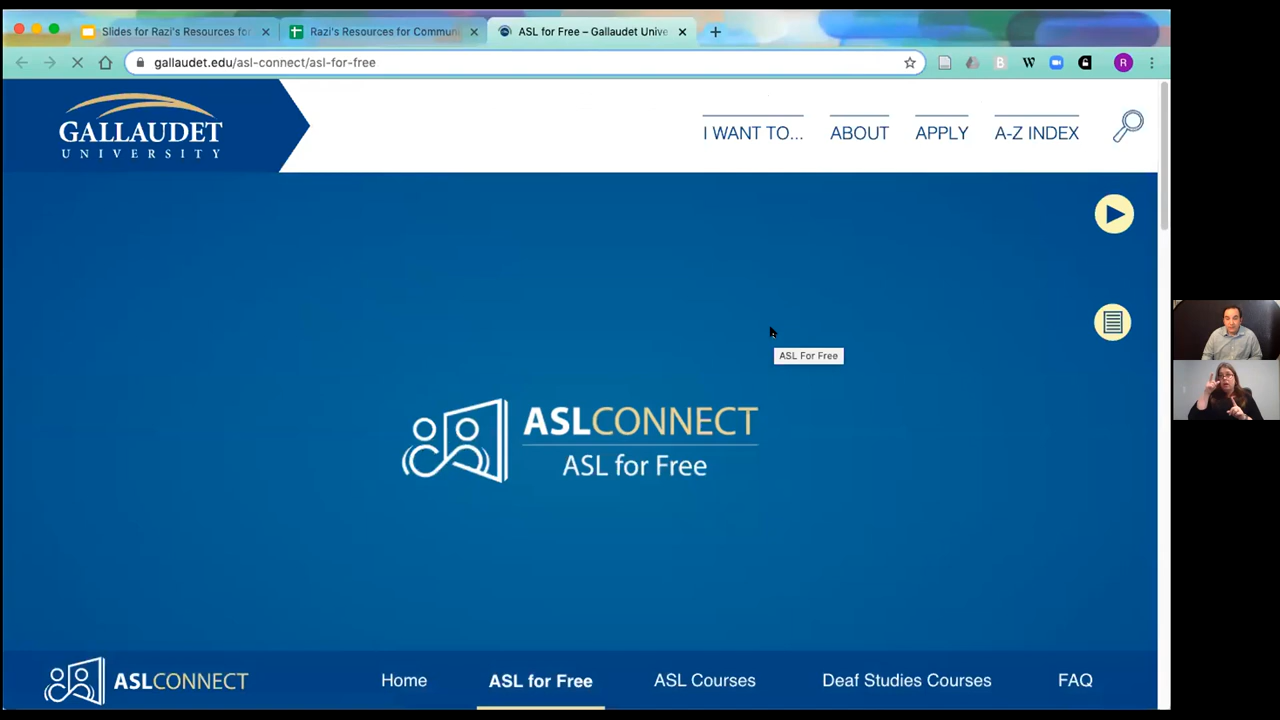 Slides for Razi's Resources for
Razi's Resources for Commun
ASL for Free – Gallaudet Unive
gallaudet.edu/asl-connect/asl-for-free
B
W
R
GALLAUDET
UNIVERSITY
I WANT TO...
ABOUT
APPLY
A-Z INDEX
ASL For Free
ASLCONNECT
ASL for Free
ASLCONNECT
Home
ASL for Free
ASL Courses
Deaf Studies Courses
FAQ